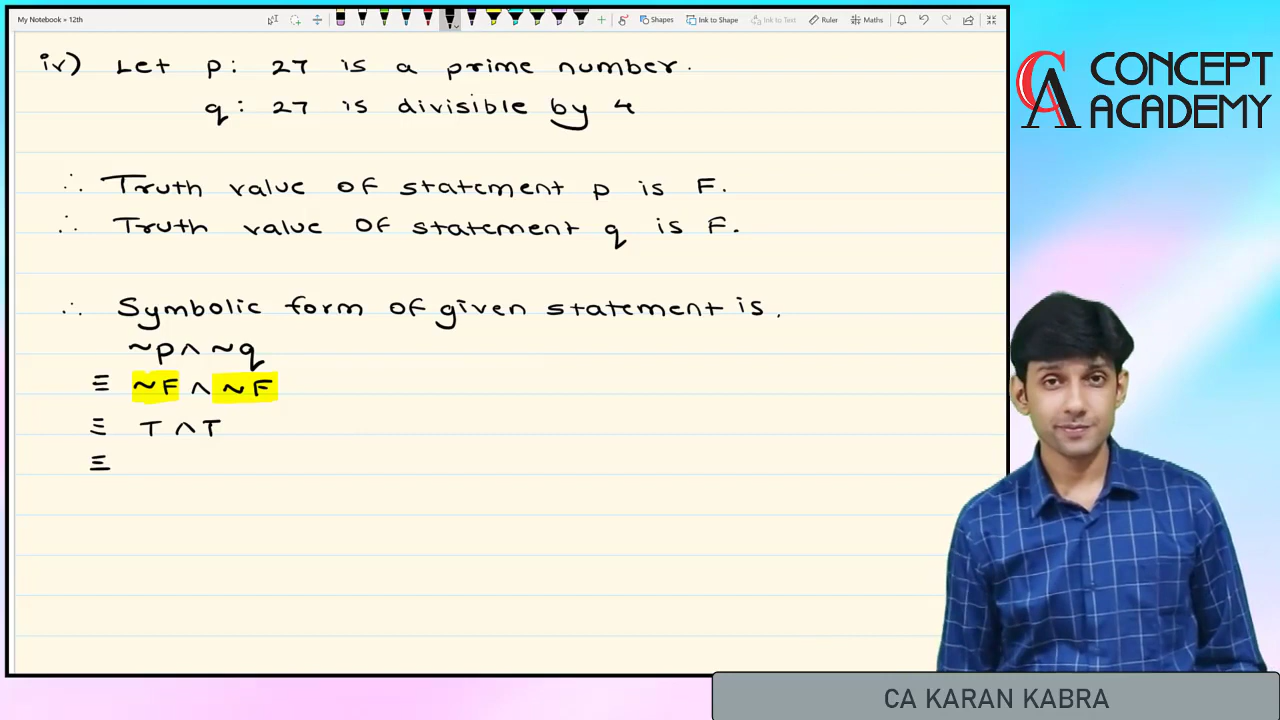 My Notebook > 12th
Shapes
Ink to Shape
Ink to Text
Ruler
Maths
iv) Let p: 27 is a prime number.
q: 27 is divisible by 4
∴ Truth value of statement p is F.
∴ Truth value of statement q is F.
∴ Symbolic form of given statement is.
~p ∧ ~q
≡ ~F ∧ ~F
≡ T ∧ T
≡
CA CONCEPT
ACADEMY
CA KARAN KABRA